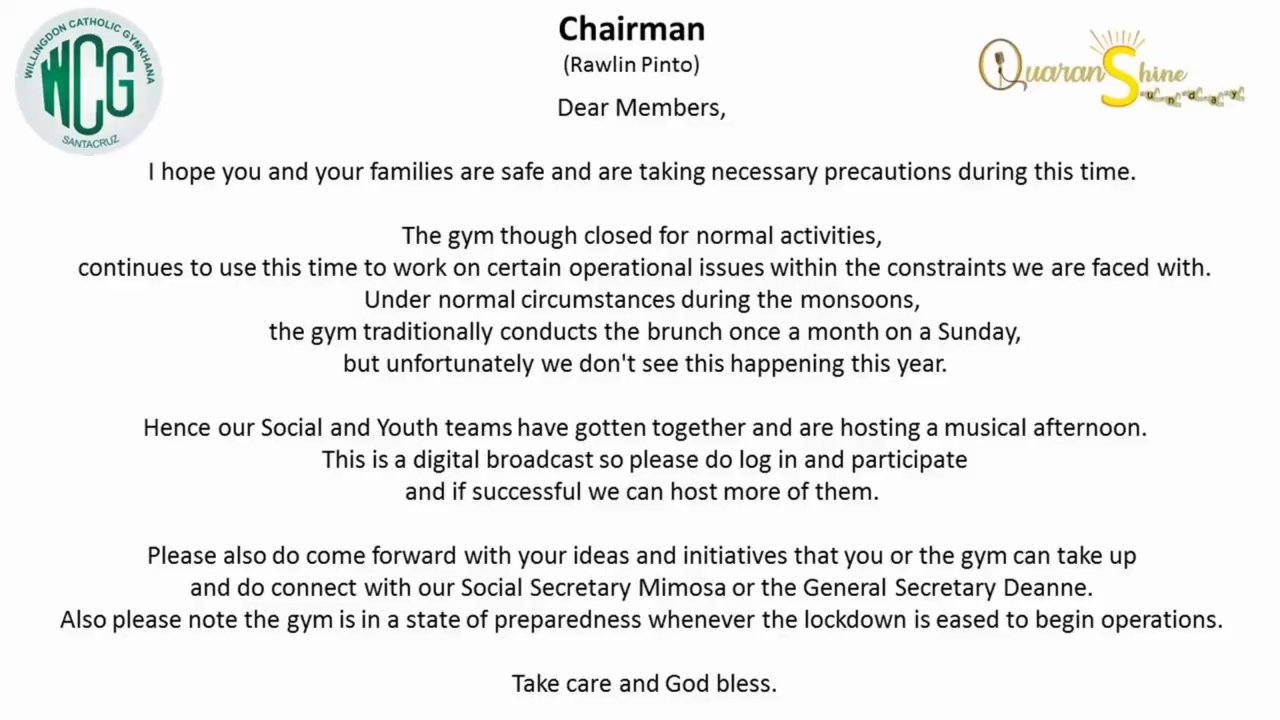 WILLINGDON CATHOLIC GYMKHANA
WCG
SANTACRUZ
Chairman
(Rawlin Pinto)
QuaranShine
Sunday
Dear Members,
I hope you and your families are safe and are taking necessary precautions during this time.
The gym though closed for normal activities,
continues to use this time to work on certain operational issues within the constraints we are faced with.
Under normal circumstances during the monsoons,
the gym traditionally conducts the brunch once a month on a Sunday,
but unfortunately we don't see this happening this year.
Hence our Social and Youth teams have gotten together and are hosting a musical afternoon.
This is a digital broadcast so please do log in and participate
and if successful we can host more of them.
Please also do come forward with your ideas and initiatives that you or the gym can take up
and do connect with our Social Secretary Mimosa or the General Secretary Deanne.
Also please note the gym is in a state of preparedness whenever the lockdown is eased to begin operations.
Take care and God bless.